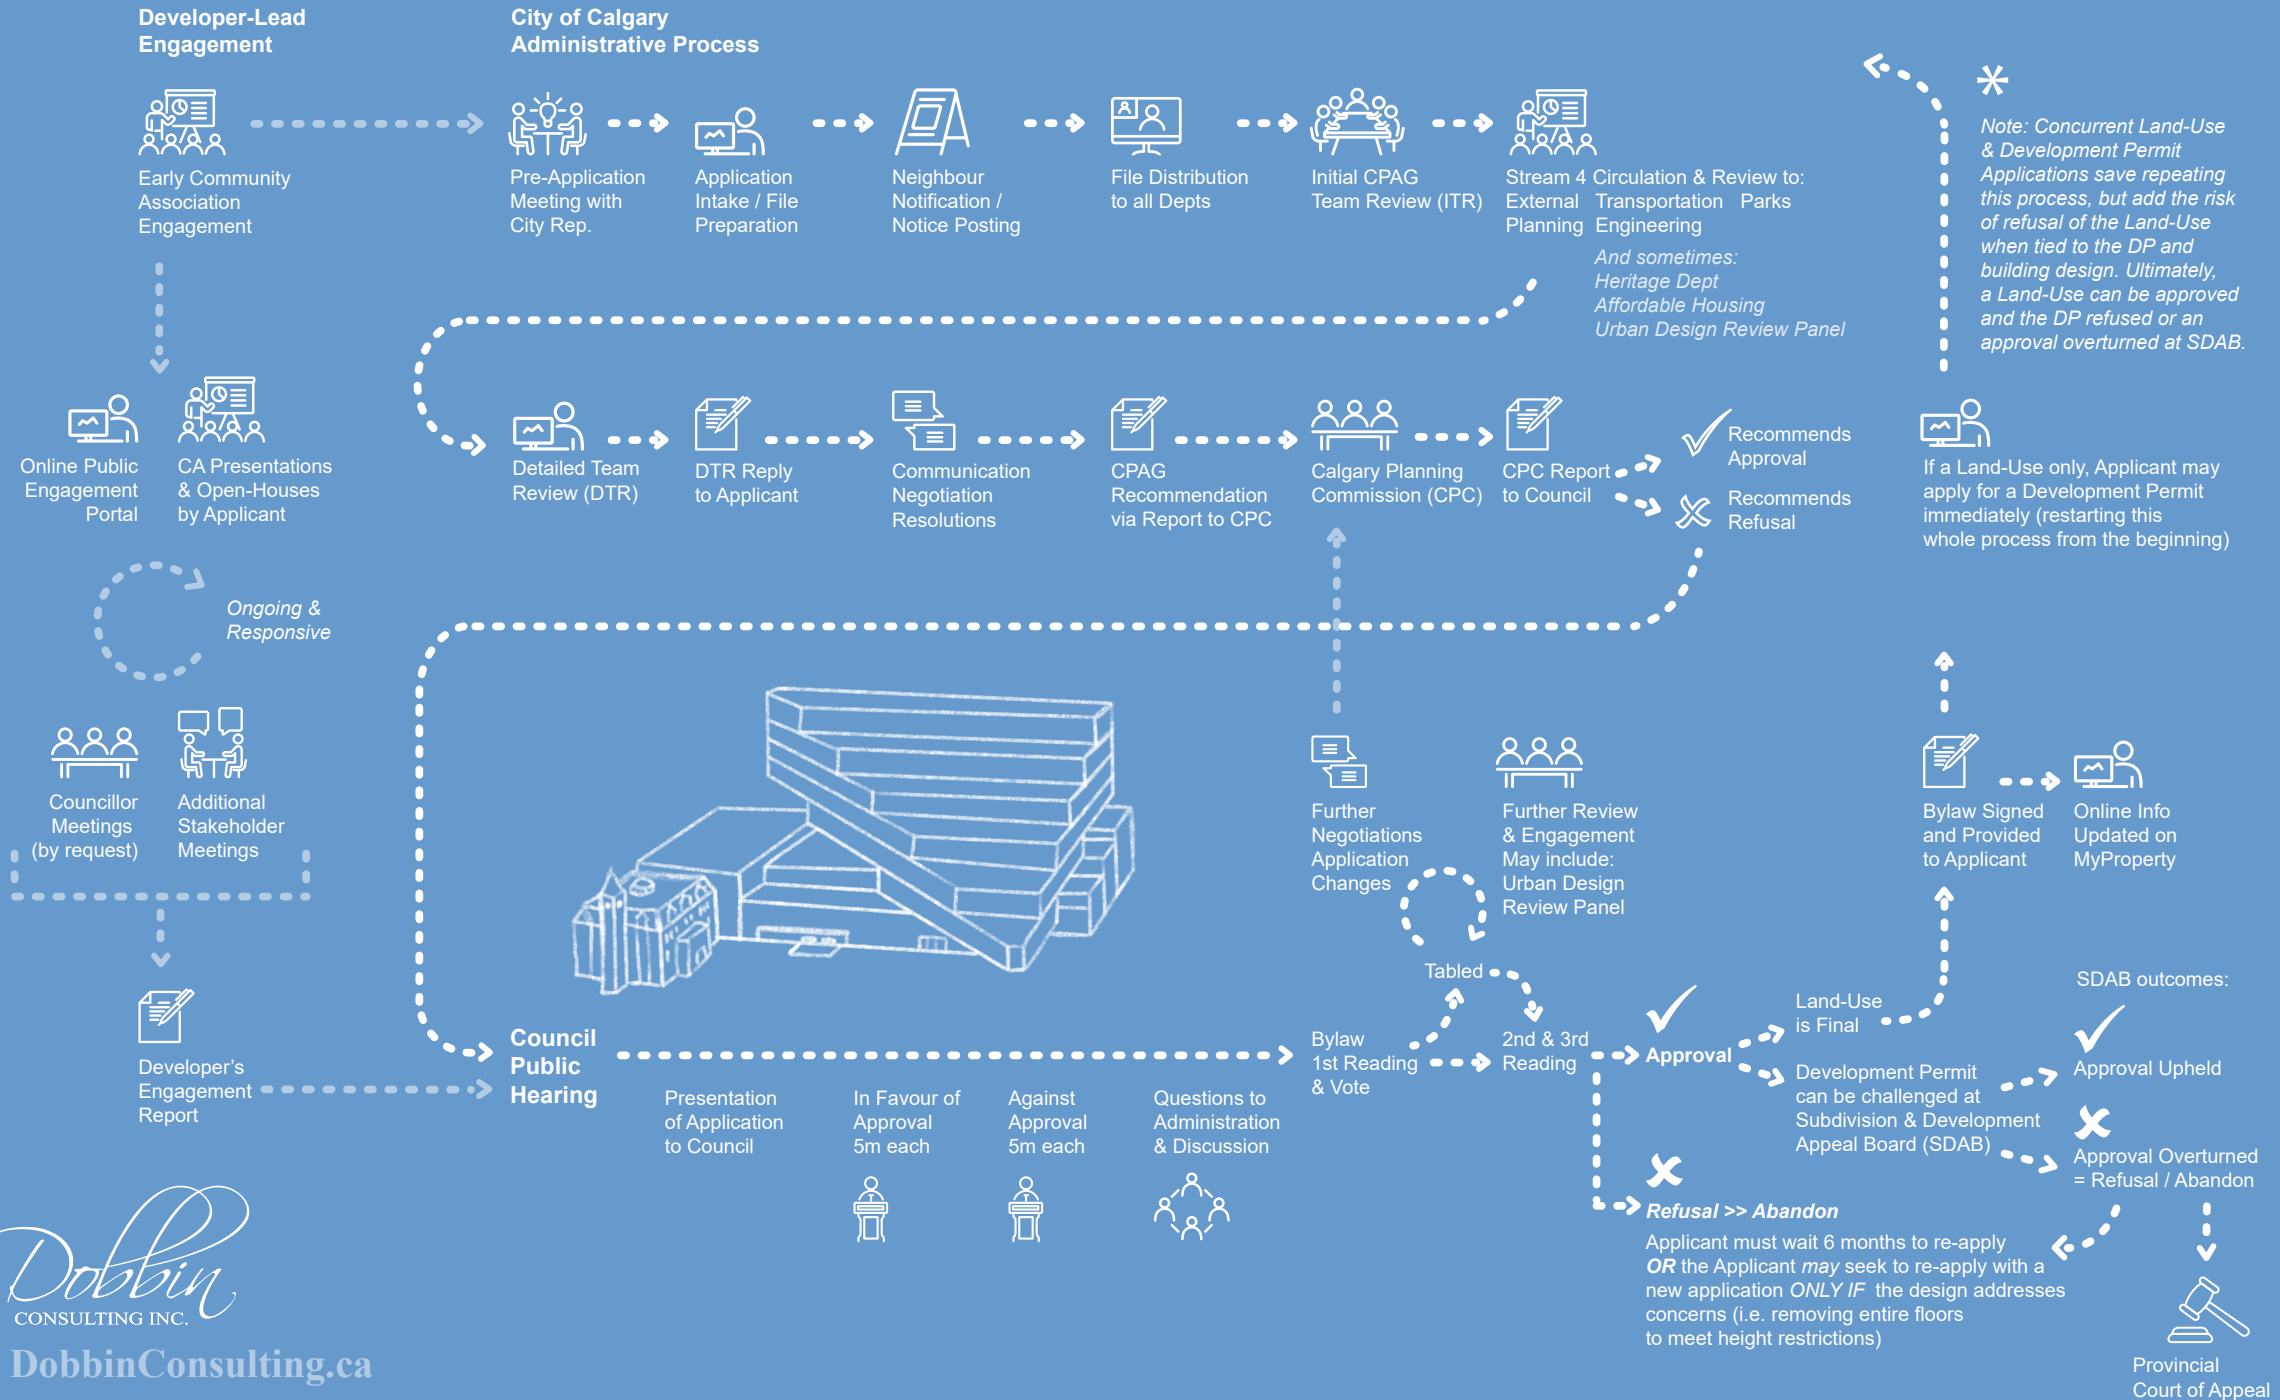 Developer-Lead
Engagement
City of Calgary
Administrative Process
Early Community
Association
Engagement
Pre-Application
Meeting with
City Rep.
Application
Intake / File
Preparation
Neighbour
Notification /
Notice Posting
File Distribution
to all Depts
Initial CPAG
Team Review (ITR)
Stream 4 Circulation & Review to:
External Transportation Parks
Planning Engineering
And sometimes:
Heritage Dept
Affordable Housing
Urban Design Review Panel
*
Note: Concurrent Land-Use
& Development Permit
Applications save repeating
this process, but add the risk
of refusal of the Land-Use
when tied to the DP and
building design. Ultimately,
a Land-Use can be approved
and the DP refused or an
approval overturned at SDAB.
Online Public
Engagement
Portal
CA Presentations
& Open-Houses
by Applicant
Detailed Team
Review (DTR)
DTR Reply
to Applicant
Communication
Negotiation
Resolutions
CPAG
Recommendation
via Report to CPC
Calgary Planning
Commission (CPC)
CPC Report
to Council
Recommends
Approval
Recommends
Refusal
If a Land-Use only, Applicant may
apply for a Development Permit
immediately (restarting this
whole process from the beginning)
Ongoing &
Responsive
Councillor
Meetings
(by request)
Additional
Stakeholder
Meetings
Further
Negotiations
Application
Changes
Further Review
& Engagement
May include:
Urban Design
Review Panel
Bylaw Signed
and Provided
to Applicant
Online Info
Updated on
MyProperty
Tabled
Developer's
Engagement
Report
Council
Public
Hearing
Presentation
of Application
to Council
In Favour of
Approval
5m each
Against
Approval
5m each
Questions to
Administration
& Discussion
Bylaw
1st Reading
& Vote
2nd & 3rd
Reading
Approval
Land-Use
is Final
Development Permit
can be challenged at
Subdivision & Development
Appeal Board (SDAB)
SDAB outcomes:
Approval Upheld
Approval Overturned
= Refusal / Abandon
Refusal >> Abandon
Applicant must wait 6 months to re-apply
OR the Applicant may seek to re-apply with a
new application ONLY IF the design addresses
concerns (i.e. removing entire floors
to meet height restrictions)
Provincial
Court of Appeal
Dobbin
CONSULTING INC.
DobbinConsulting.ca